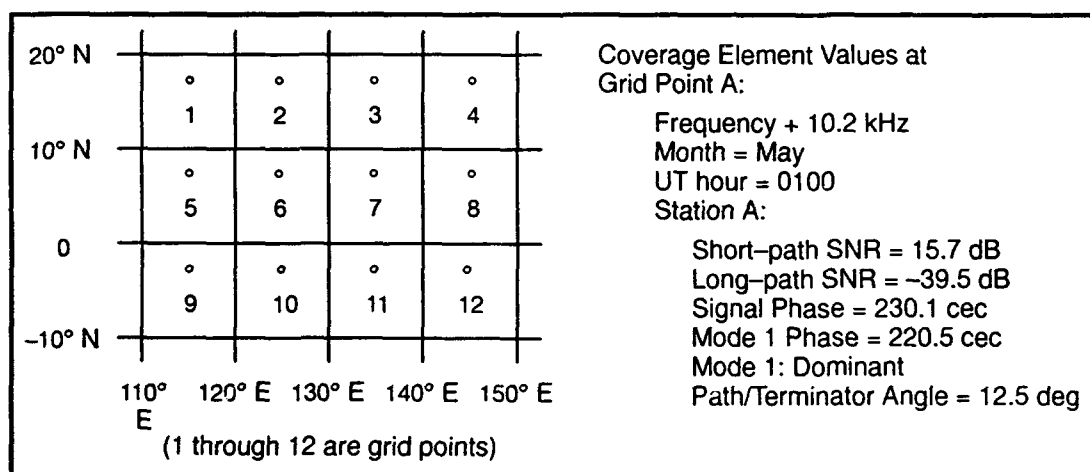 20° N
1 2 3 4
10° N
5 6 7 8
0
9 10 11 12
–10° N
110° E 120° E 130° E 140° E 150° E
(1 through 12 are grid points)
Coverage Element Values at
Grid Point A:
Frequency + 10.2 kHz
Month = May
UT hour = 0100
Station A:
Short–path SNR = 15.7 dB
Long–path SNR = –39.5 dB
Signal Phase = 230.1 cec
Mode 1 Phase = 220.5 cec
Mode 1: Dominant
Path/Terminator Angle = 12.5 deg